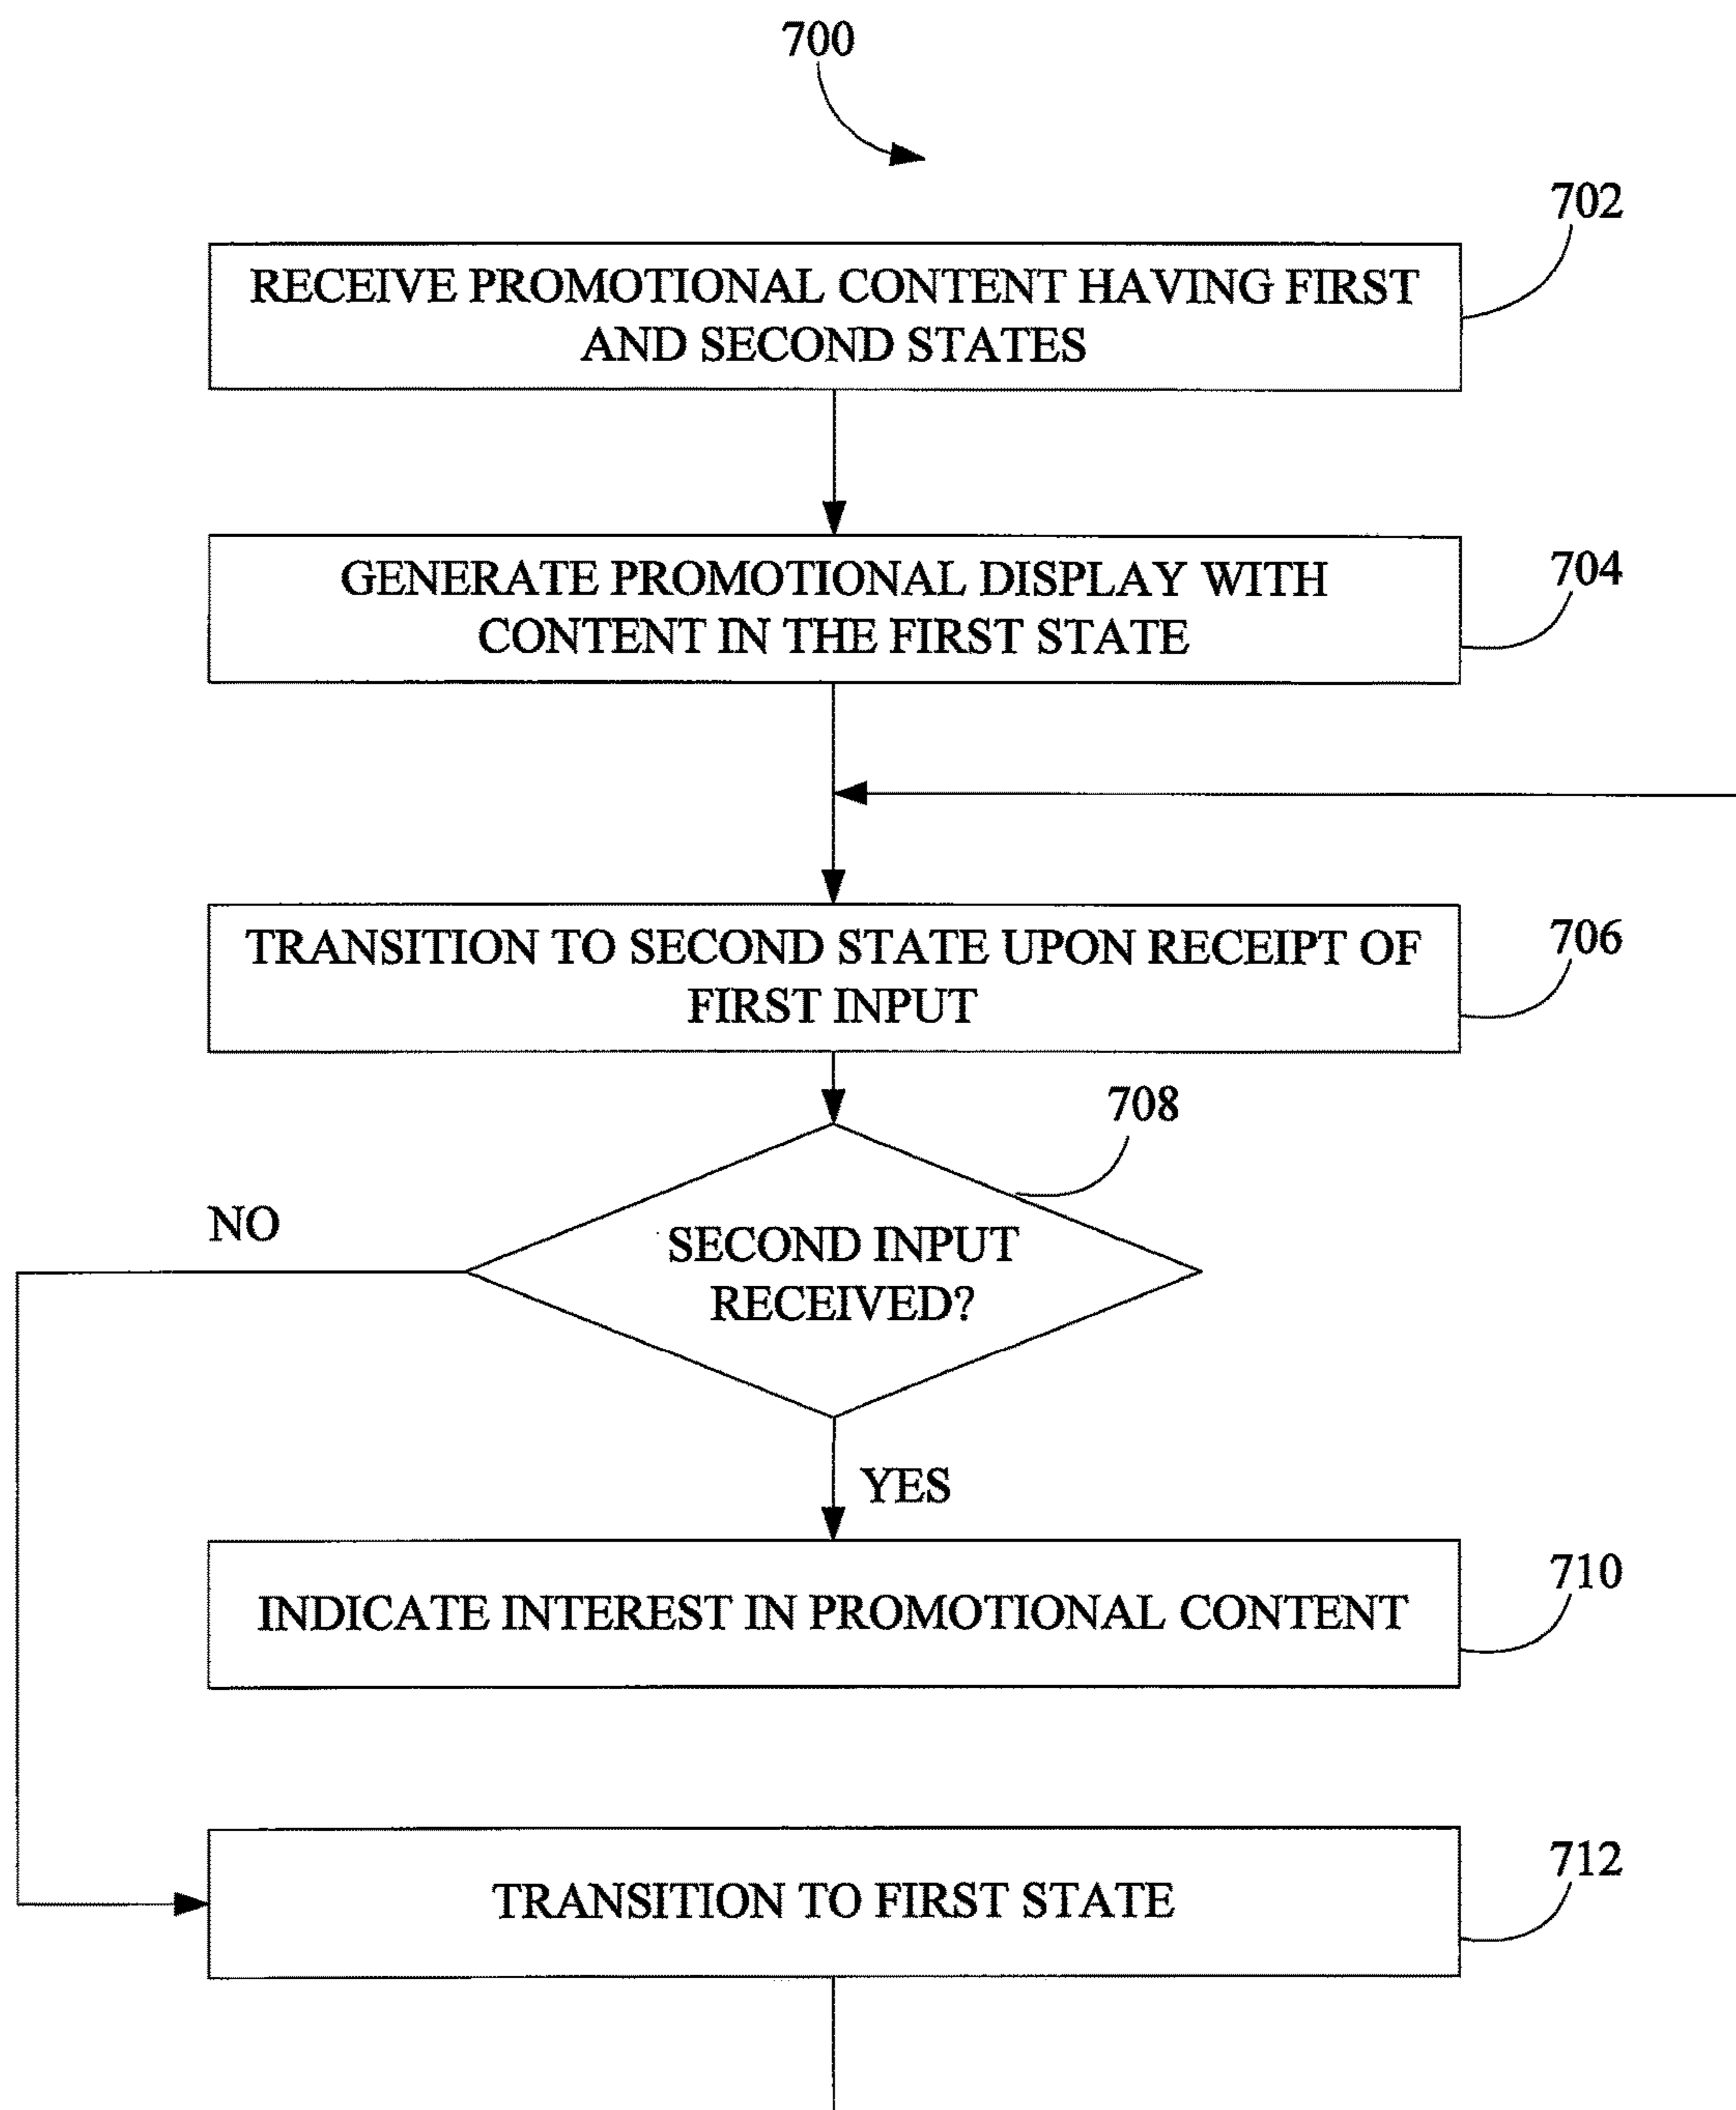 700
702
RECEIVE PROMOTIONAL CONTENT HAVING FIRST
AND SECOND STATES
704
GENERATE PROMOTIONAL DISPLAY WITH
CONTENT IN THE FIRST STATE
706
TRANSITION TO SECOND STATE UPON RECEIPT OF
FIRST INPUT
708
NO
SECOND INPUT
RECEIVED?
YES
710
INDICATE INTEREST IN PROMOTIONAL CONTENT
712
TRANSITION TO FIRST STATE